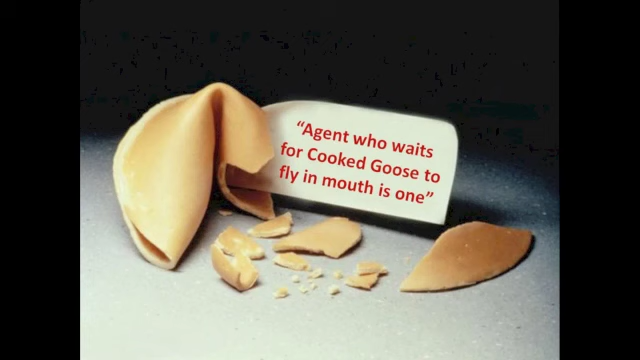 “Agent who waits
for Cooked Goose to
fly in mouth is one”